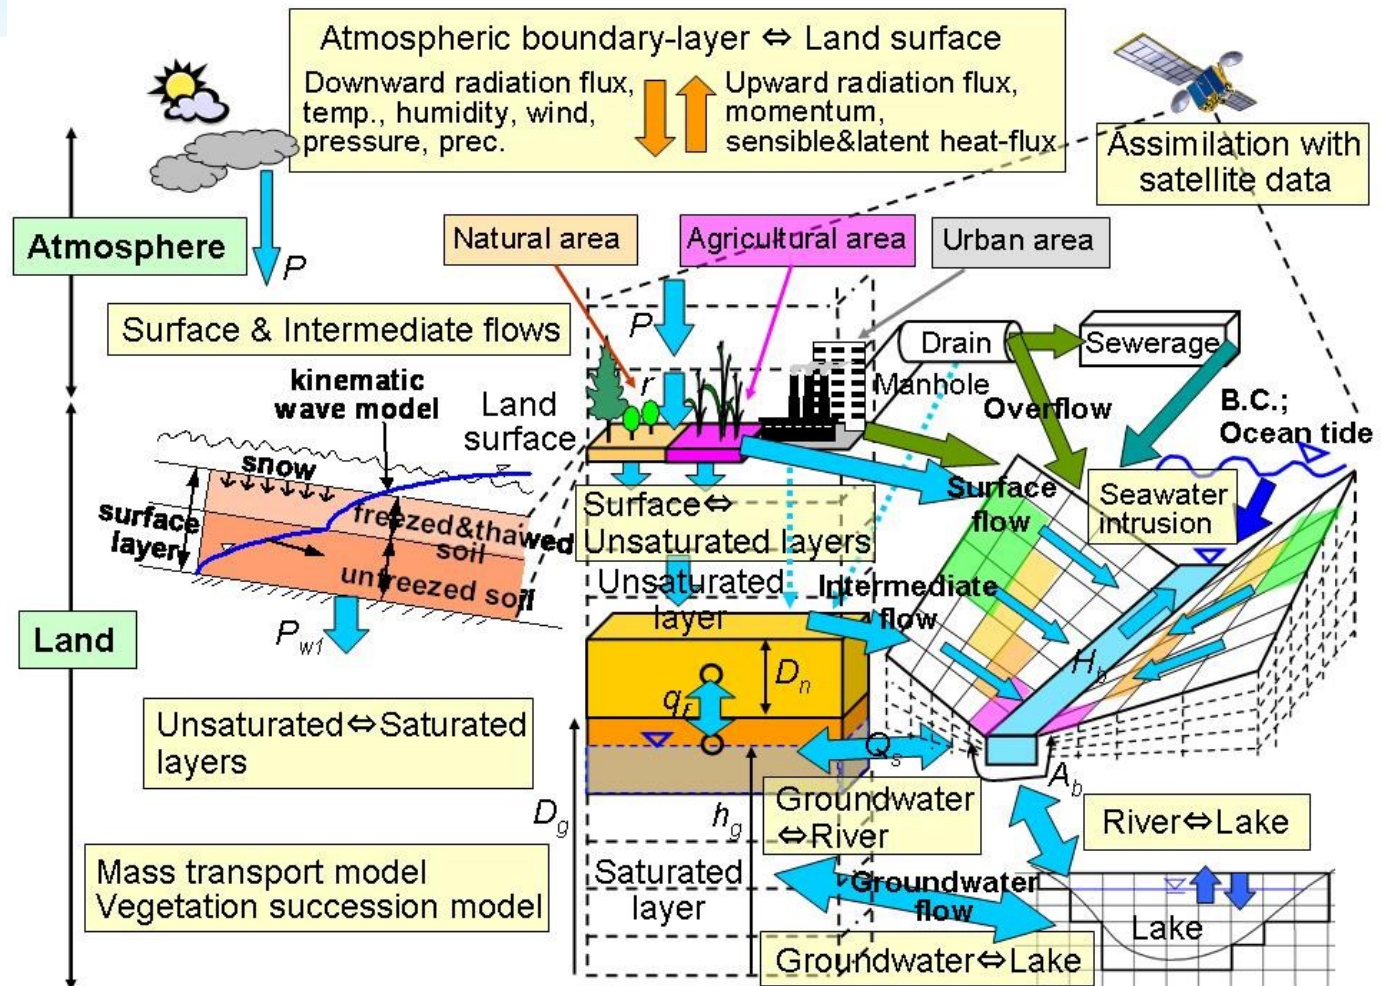 Atmospheric boundary-layer ⇔ Land surface
Downward radiation flux,
temp., humidity, wind,
pressure, prec.
Upward radiation flux,
momentum,
sensible&latent heat-flux
Assimilation with
satellite data
Atmosphere
P
Natural area
Agricultural area
Urban area
Surface & Intermediate flows
P
r
Drain
Sewerage
Manhole
Overflow
B.C.;
Ocean tide
kinematic
wave model
Land
surface
snow
surface
layer
freezed&thawed
soil
unfreezed soil
Pw1
Surface⇔
Unsaturated layers
Surface
flow
Seawater
intrusion
Unsaturated
layer
Intermediate
flow
Land
Dn
qf
Hb
Unsaturated⇔Saturated
layers
Qs
Ab
Dg
hg
Groundwater
⇔River
River⇔Lake
Mass transport model
Vegetation succession model
Saturated
layer
Groundwater
flow
Lake
Groundwater⇔Lake